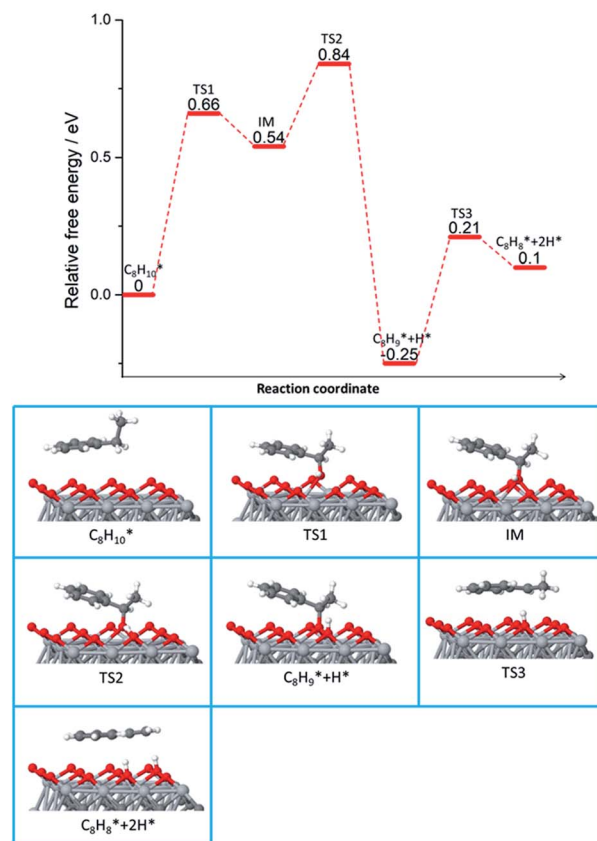 1.0
TS2
0.84
TS1
0.66
IM
0.54
0.5
Relative free energy / eV
TS3
0.21
C₈H₈*+2H*
0.1
C₈H₁₀*
0
0.0
C₈H₉*+H*
-0.25
Reaction coordinate
C₈H₁₀*
TS1
IM
TS2
C₈H₉*+H*
TS3
C₈H₈*+2H*